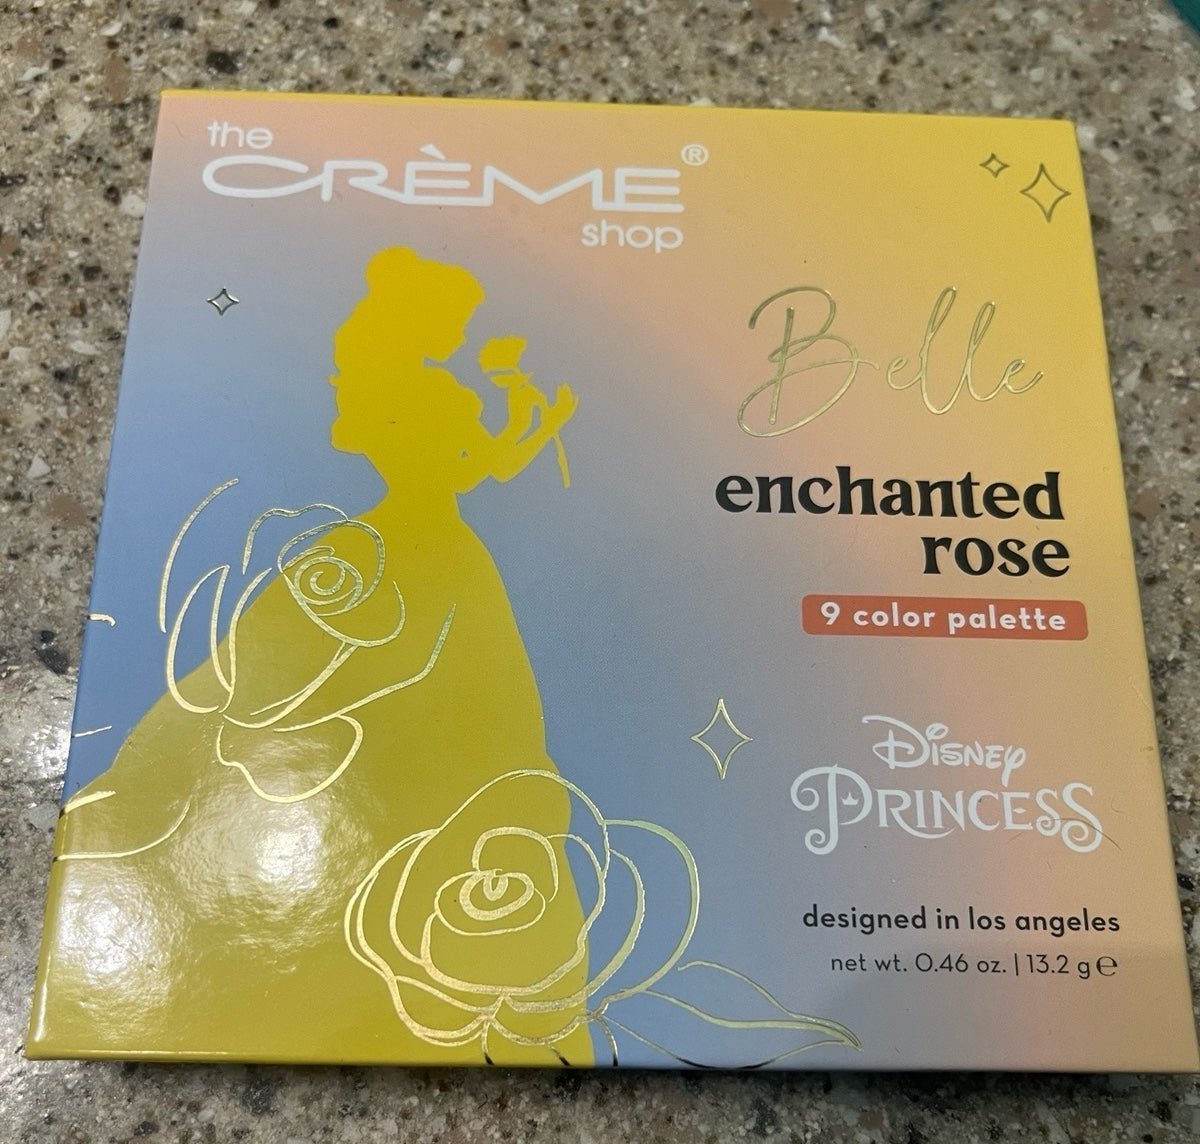 the
CRÈME®
shop
Belle
enchanted
rose
9 color palette
Disney
PRINCESS
designed in los angeles
net wt. 0.46 oz. | 13.2 g ℮